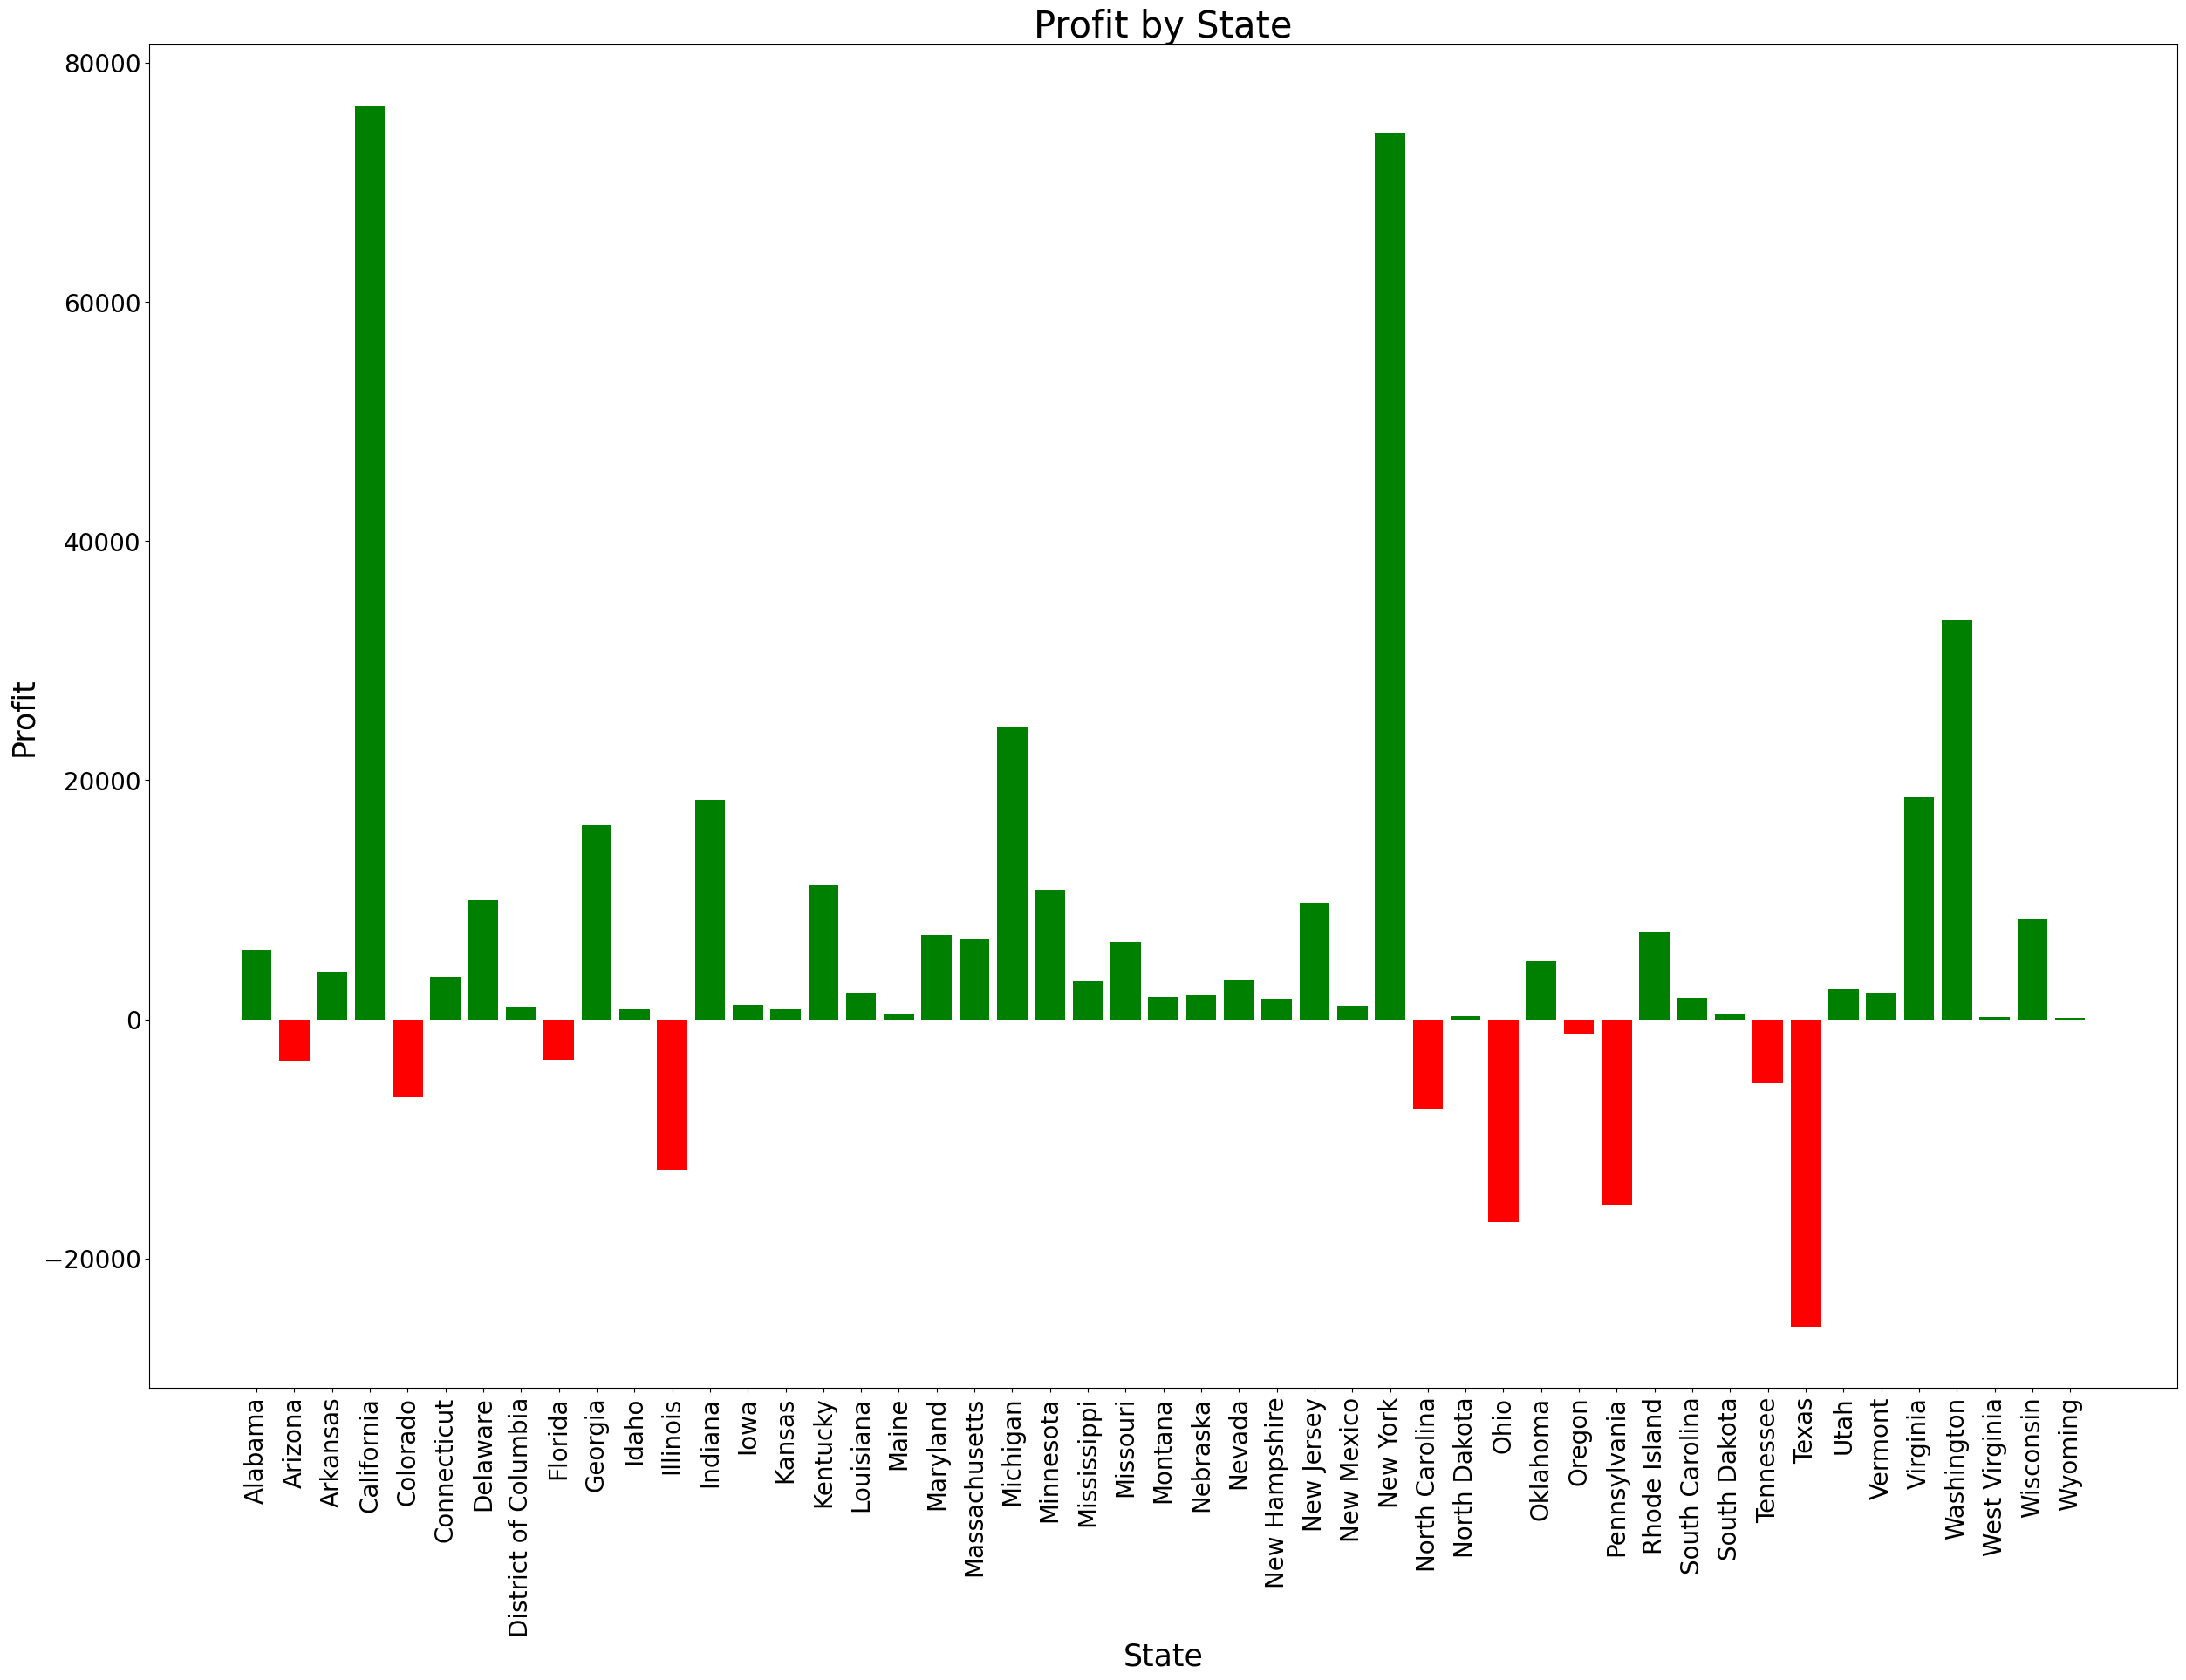 Profit by State
80000
60000
40000
20000
0
−20000
Profit
Alabama
Arizona
Arkansas
California
Colorado
Connecticut
Delaware
District of Columbia
Florida
Georgia
Idaho
Illinois
Indiana
Iowa
Kansas
Kentucky
Louisiana
Maine
Maryland
Massachusetts
Michigan
Minnesota
Mississippi
Missouri
Montana
Nebraska
Nevada
New Hampshire
New Jersey
New Mexico
New York
North Carolina
North Dakota
Ohio
Oklahoma
Oregon
Pennsylvania
Rhode Island
South Carolina
South Dakota
Tennessee
Texas
Utah
Vermont
Virginia
Washington
West Virginia
Wisconsin
Wyoming
State